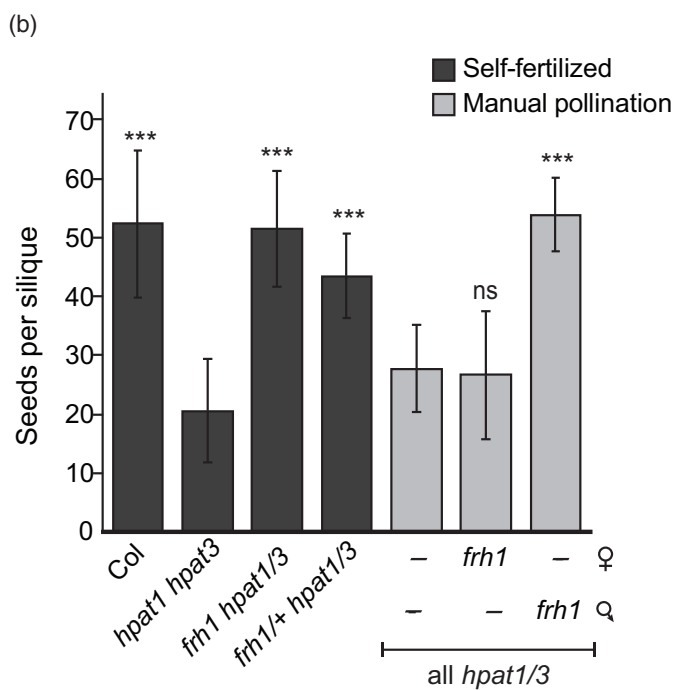 (b)
Self-fertilized
Manual pollination
Seeds per silique
70
60
50
40
30
20
10
0
***
***
***
ns
***
Col
hpat1 hpat3
frh1 hpat1/3
frh1/+ hpat1/3
– frh1 – ♀
– – frh1 ♂
all hpat1/3